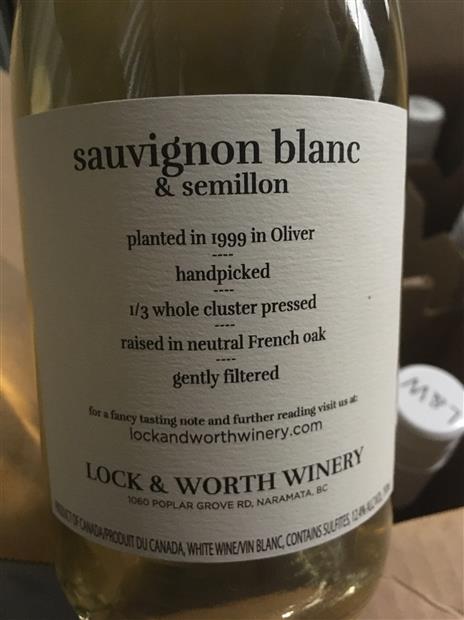 sauvignon blanc
& semillon
planted in 1999 in Oliver
----
handpicked
----
1/3 whole cluster pressed
----
raised in neutral French oak
----
gently filtered
for a fancy tasting note and further reading visit us at:
lockandworthwinery.com
LOCK & WORTH WINERY
1060 POPLAR GROVE RD, NARAMATA, BC
PRODUCT OF CANADA/PRODUIT DU CANADA, WHITE WINE/VIN BLANC, CONTAINS SULFITES, 12.4% ALC/VOL
L&W